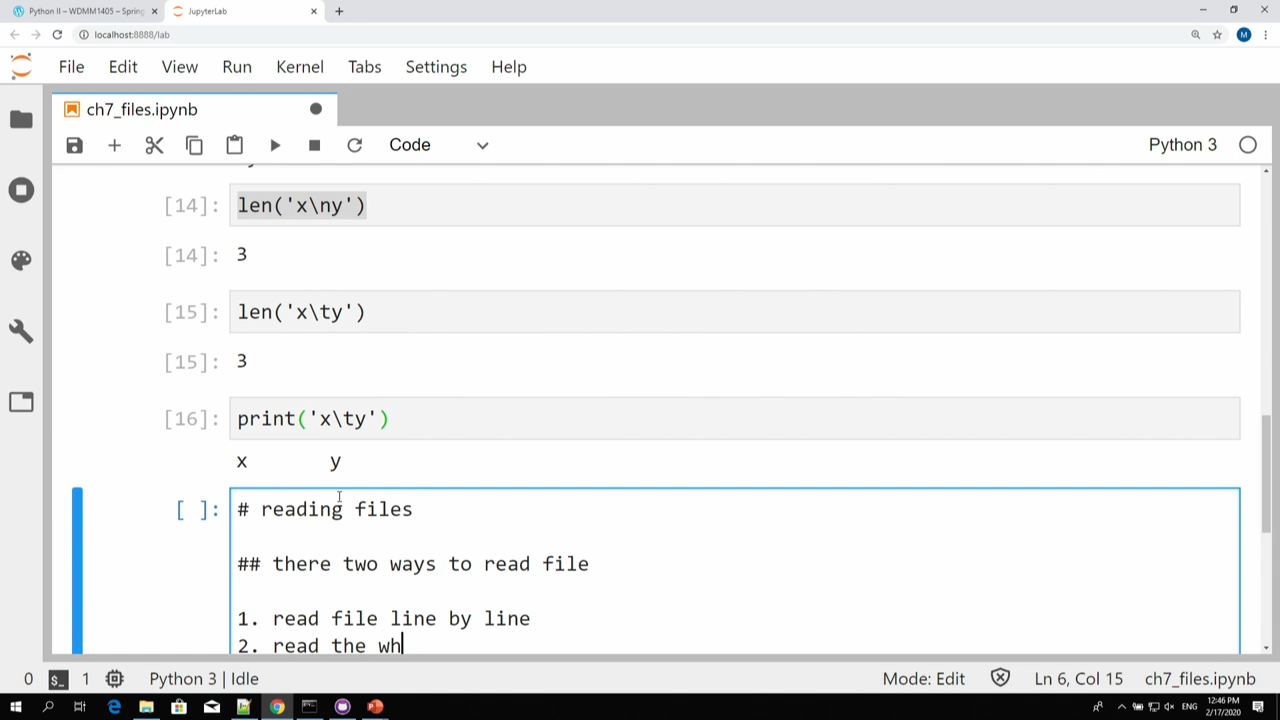 Python II – WDMM1405 – Spring
JupyterLab
localhost:8888/lab
M
File Edit View Run Kernel Tabs Settings Help
ch7_files.ipynb
Code
Python 3
[14]: len('x\ny')
[14]: 3
[15]: len('x\ty')
[15]: 3
[16]: print('x\ty')
x y
[ ]: # reading files
## there two ways to read file
1. read file line by line
2. read the wh
0 $_ 1 Python 3 | Idle Mode: Edit Ln 6, Col 15 ch7_files.ipynb
ENG
12:46 PM
2/17/2020